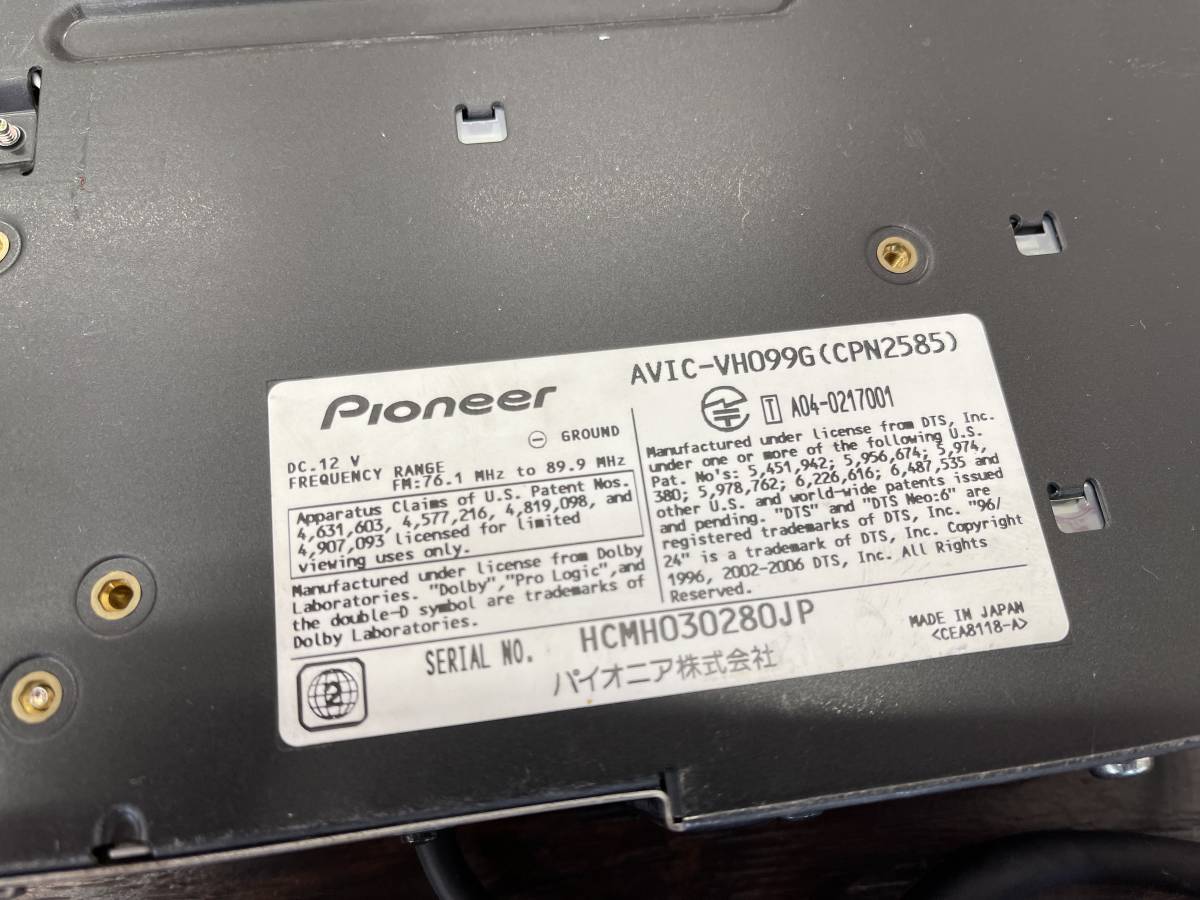 AVIC-VH099G(CPN2585)
Pioneer
⊖ GROUND
DC.12 V
FREQUENCY RANGE
FM:76.1 MHz to 89.9 MHz
Apparatus Claims of U.S. Patent Nos.
4,631,603, 4,577,216, 4,819,098, and
4,907,093 licensed for limited
viewing uses only.
Manufactured under license from Dolby
Laboratories. "Dolby","Pro Logic",and
the double-D symbol are trademarks of
Dolby Laboratories.
T A04-0217001
Manufactured under license from DTS, Inc.
under one or more of the following U.S.
Pat. No's: 5,451,942; 5,956,674; 5,974,
380; 5,978,762; 6,226,616; 6,487,535 and
other U.S. and world-wide patents issued
and pending. "DTS" and "DTS Neo:6" are
registered trademarks of DTS, Inc. "96/
24" is a trademark of DTS, Inc. Copyright
1996, 2002-2006 DTS, Inc. All Rights
Reserved.
2
SERIAL NO. HCMH030280JP
パイオニア株式会社
MADE IN JAPAN
<CEA8118-A>